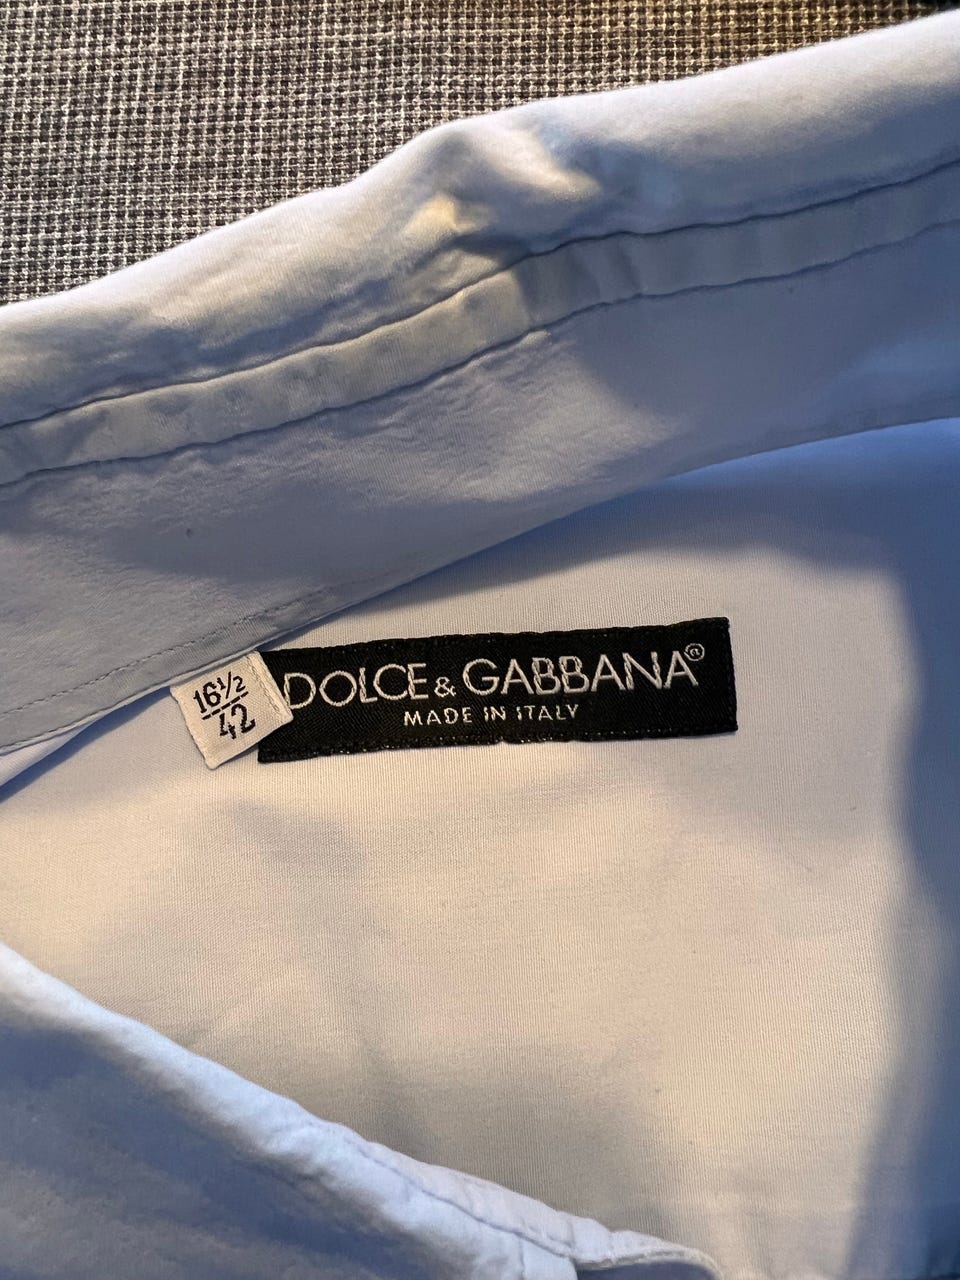 DOLCE & GABBANA®
MADE IN ITALY
16½
42